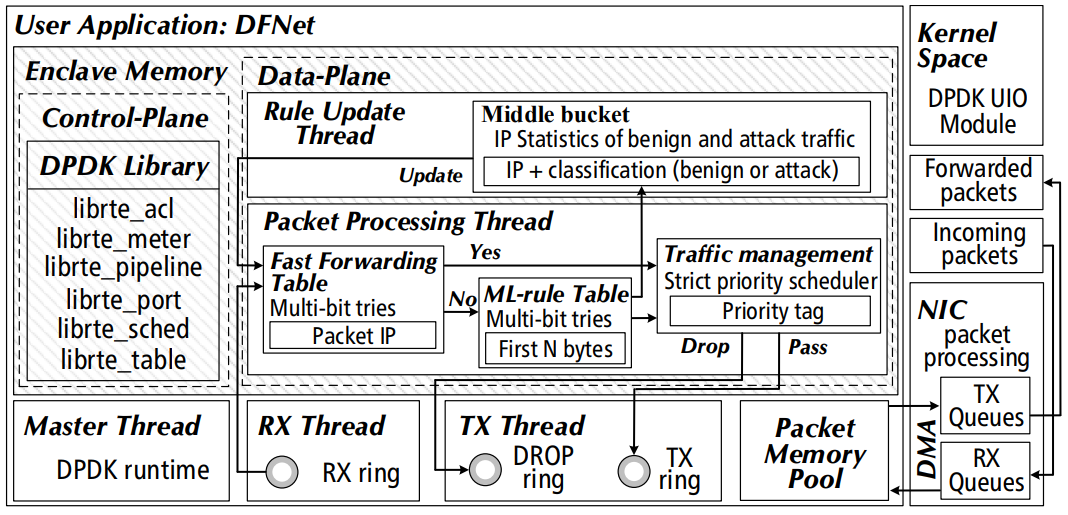 User Application: DFNet
Enclave Memory
Control-Plane
DPDK Library
librte_acl
librte_meter
librte_pipeline
librte_port
librte_sched
librte_table
Data-Plane
Rule Update
Thread
Middle bucket
IP Statistics of benign and attack traffic
IP + classification (benign or attack)
Update
Packet Processing Thread
Fast Forwarding
Table
Multi-bit tries
Packet IP
Yes
No
ML-rule Table
Multi-bit tries
First N bytes
Traffic management
Strict priority scheduler
Priority tag
Drop
Pass
Master Thread
DPDK runtime
RX Thread
RX ring
TX Thread
DROP
ring
TX
ring
Packet
Memory
Pool
DMA
Kernel
Space
DPDK UIO
Module
Forwarded
packets
Incoming
packets
NIC
packet
processing
TX
Queues
RX
Queues